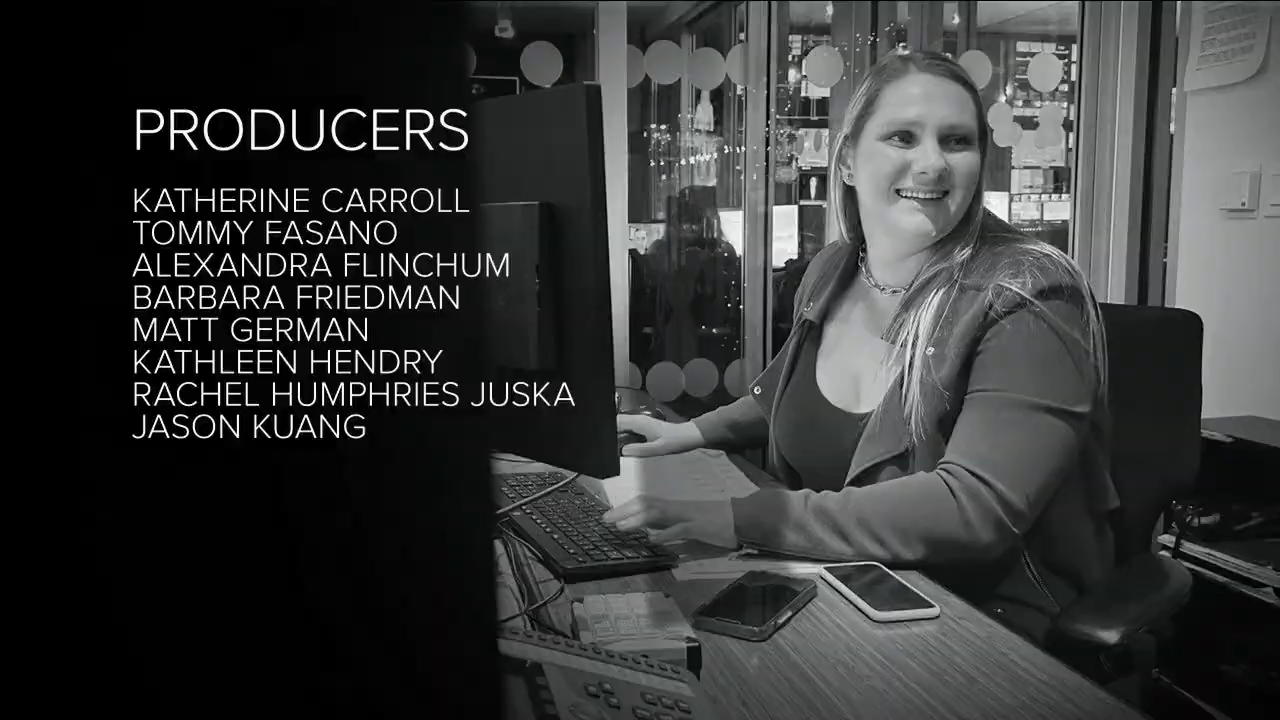 PRODUCERS
KATHERINE CARROLL
TOMMY FASANO
ALEXANDRA FLINCHUM
BARBARA FRIEDMAN
MATT GERMAN
KATHLEEN HENDRY
RACHEL HUMPHRIES JUSKA
JASON KUANG